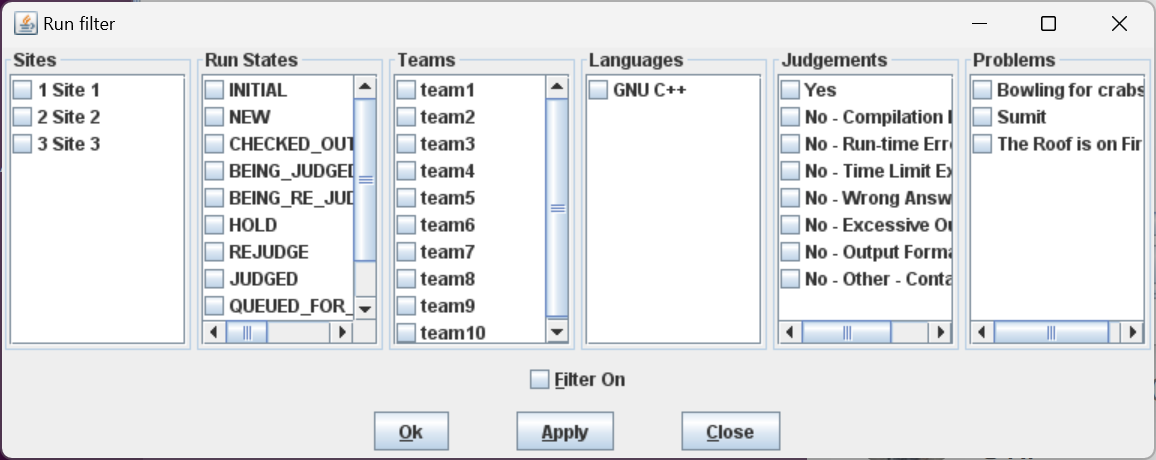 Run filter
Sites
1 Site 1
2 Site 2
3 Site 3
Run States
INITIAL
NEW
CHECKED_OUT
BEING_JUDGED
BEING_RE_JUD
HOLD
REJUDGE
JUDGED
QUEUED_FOR_
Teams
team1
team2
team3
team4
team5
team6
team7
team8
team9
team10
Languages
GNU C++
Judgements
Yes
No - Compilation
No - Run-time Err
No - Time Limit Ex
No - Wrong Answ
No - Excessive Ou
No - Output Forma
No - Other - Conta
Problems
Bowling for crabs
Sumit
The Roof is on Fir
Filter On
Ok
Apply
Close